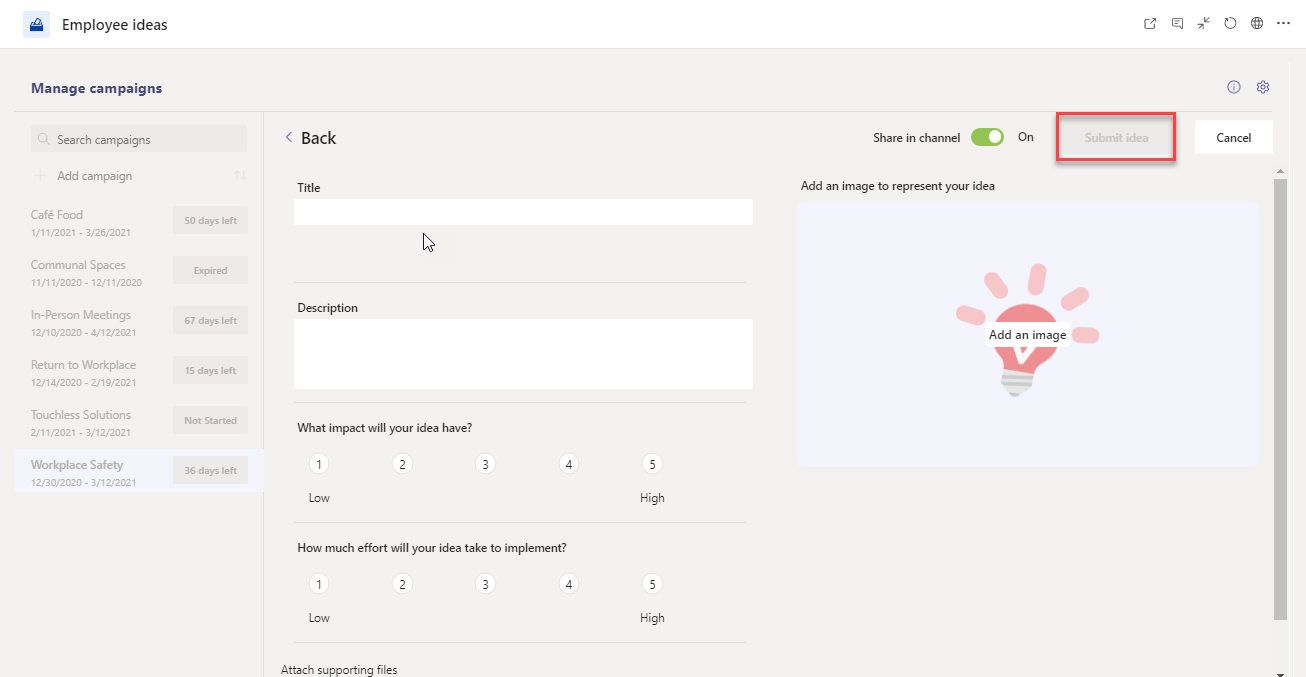 Employee ideas
Manage campaigns
Search campaigns
Add campaign
Café Food
1/11/2021 - 3/26/2021
50 days left
Communal Spaces
11/11/2020 - 12/11/2020
Expired
In-Person Meetings
12/10/2020 - 4/12/2021
67 days left
Return to Workplace
12/14/2020 - 2/19/2021
15 days left
Touchless Solutions
2/11/2021 - 3/12/2021
Not Started
Workplace Safety
12/30/2020 - 3/12/2021
36 days left
Back
Share in channel
On
Submit idea
Cancel
Title
Description
What impact will your idea have?
1 2 3 4 5
Low High
How much effort will your idea take to implement?
1 2 3 4 5
Low High
Attach supporting files
Add an image to represent your idea
Add an image